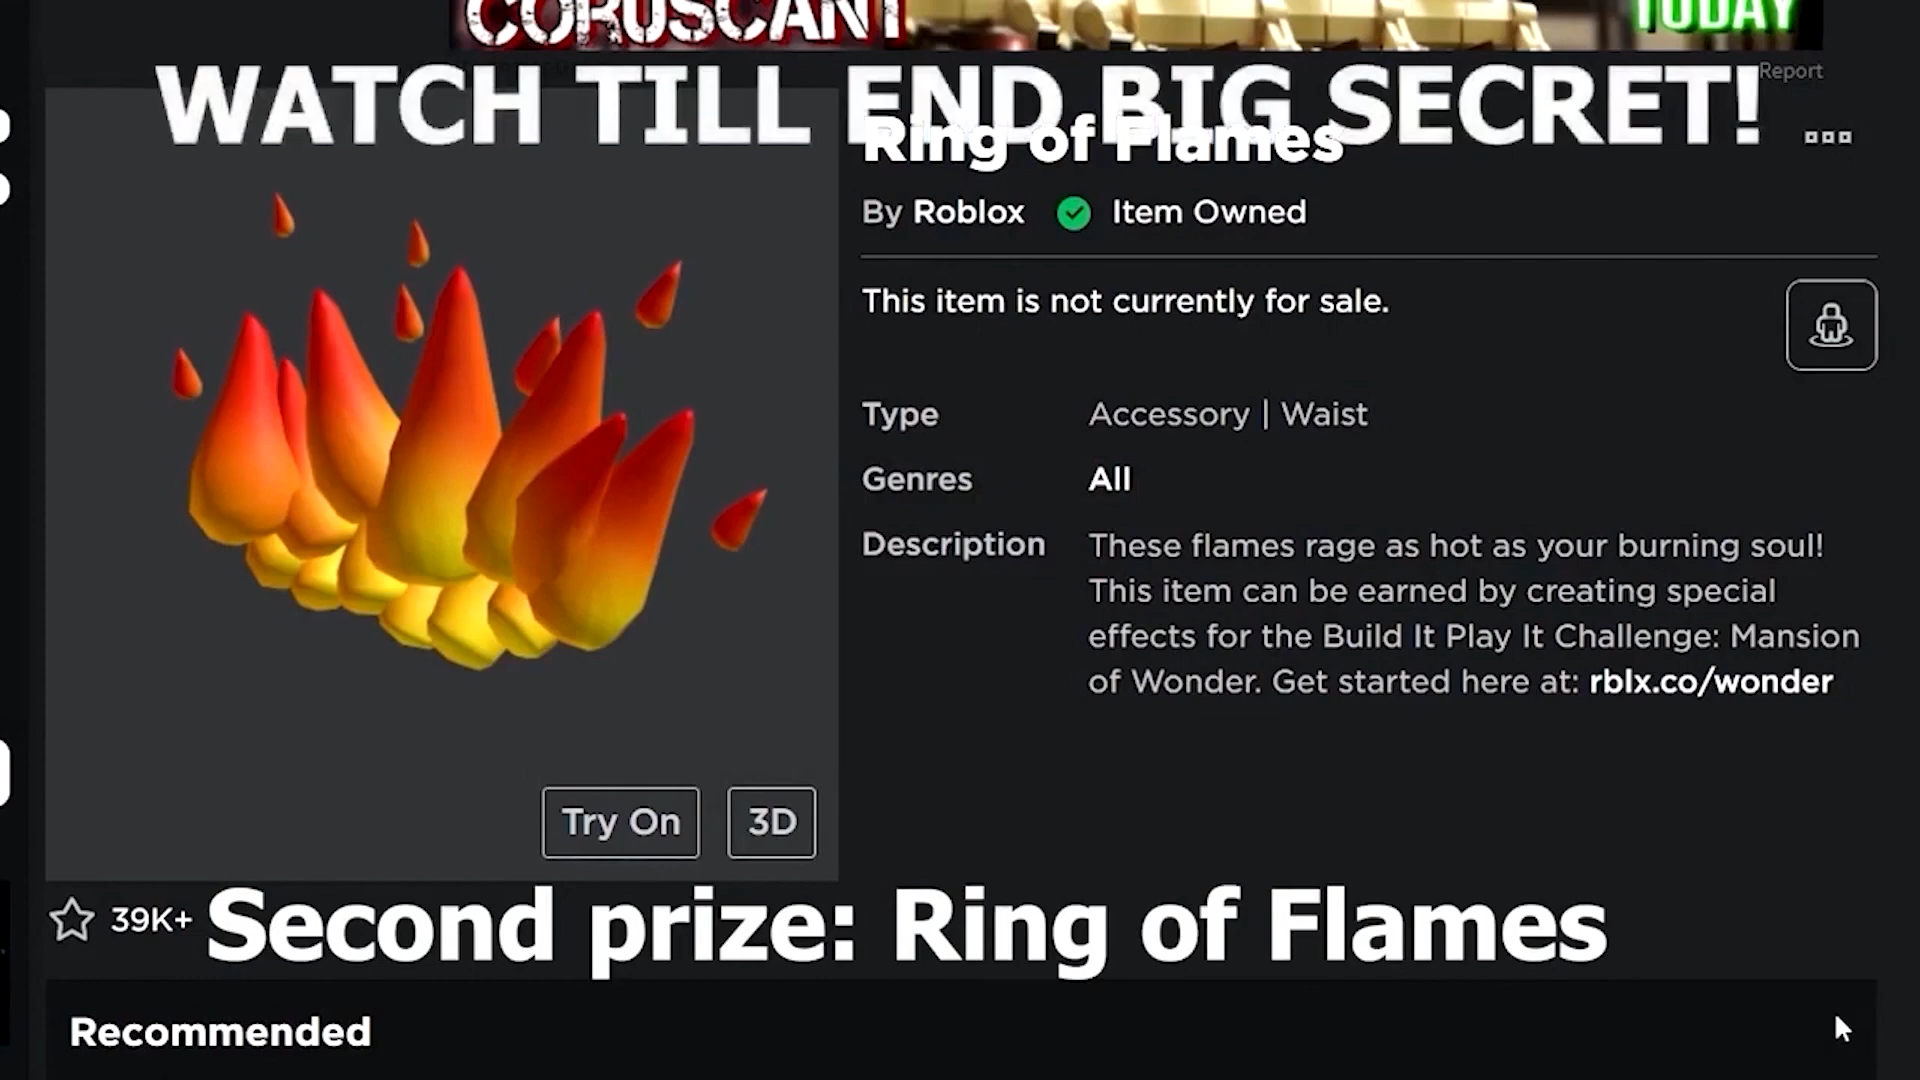 CORUSCANT
TODAY
Report
WATCH TILL END BIG SECRET!
Ring of Flames
By Roblox Item Owned
This item is not currently for sale.
Type Accessory | Waist
Genres All
Description These flames rage as hot as your burning soul!
This item can be earned by creating special
effects for the Build It Play It Challenge: Mansion
of Wonder. Get started here at: rblx.co/wonder
Try On 3D
39K+
Second prize: Ring of Flames
Recommended